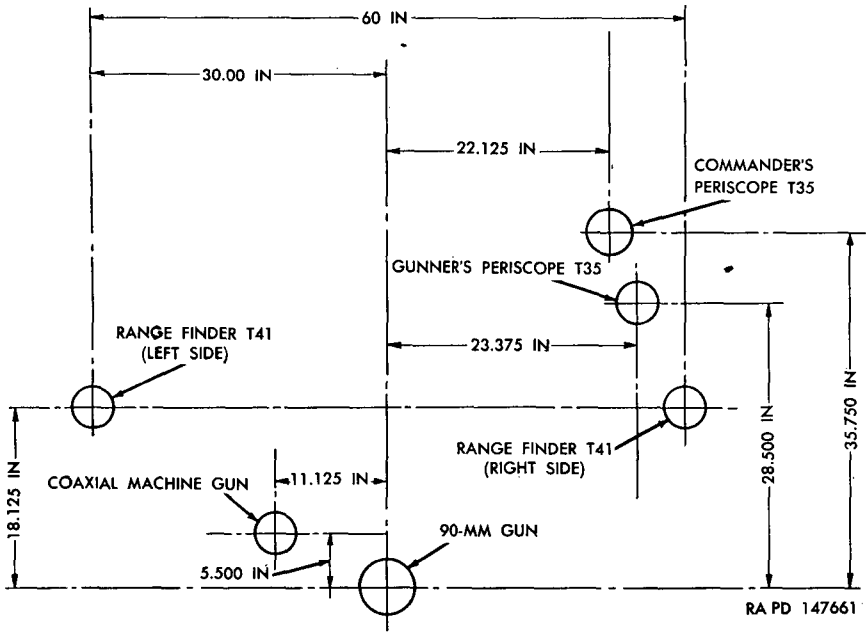 60 IN
30.00 IN
22.125 IN
COMMANDER'S
PERISCOPE T35
GUNNER'S PERISCOPE T35
RANGE FINDER T41
(LEFT SIDE)
23.375 IN
35.750 IN
28.500 IN
18.125 IN
COAXIAL MACHINE GUN
11.125 IN
RANGE FINDER T41
(RIGHT SIDE)
90-MM GUN
5.500 IN
RA PD 147661